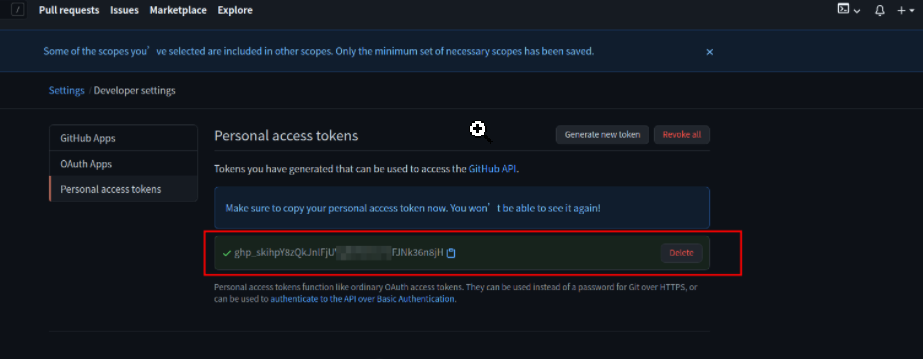 / Pull requests Issues Marketplace Explore
Some of the scopes you've selected are included in other scopes. Only the minimum set of necessary scopes has been saved.
Settings / Developer settings
GitHub Apps
OAuth Apps
Personal access tokens
Personal access tokens
Generate new token
Revoke all
Tokens you have generated that can be used to access the GitHub API.
Make sure to copy your personal access token now. You won't be able to see it again!
Delete
Personal access tokens function like ordinary OAuth access tokens. They can be used instead of a password for Git over HTTPS, or
can be used to authenticate to the API over Basic Authentication.